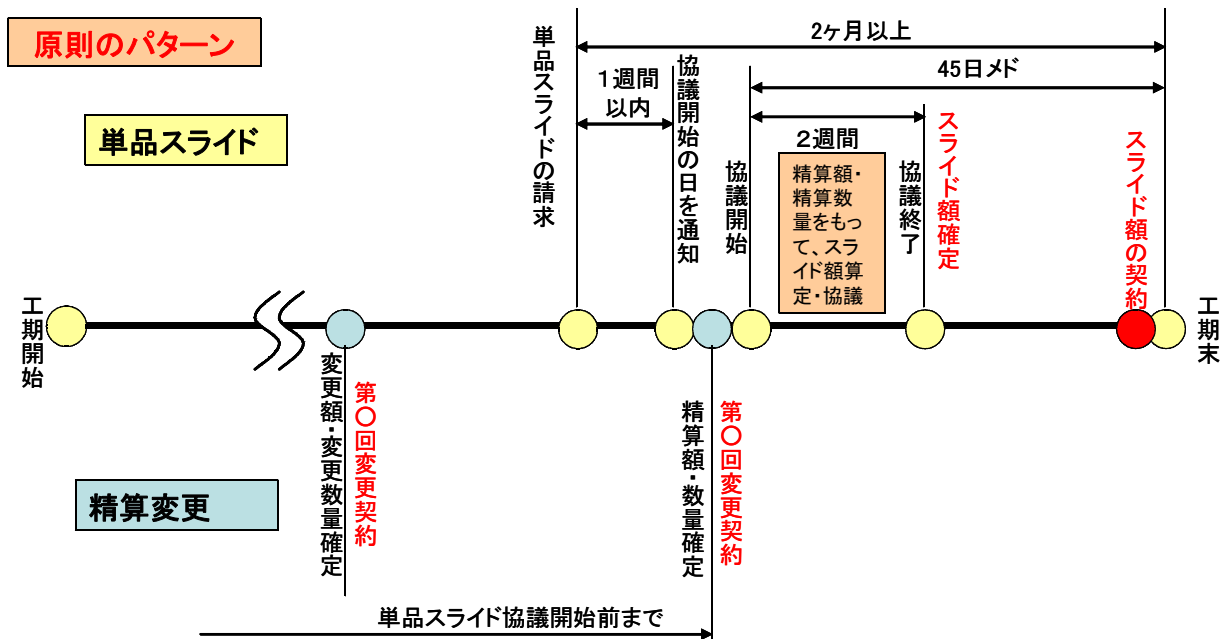 原則のパターン
単品スライド
単品スライドの請求
2ヶ月以上
1週間
以内
協議開始の日を通知
45日メド
協議開始
2週間
精算額・
精算数
量をもっ
て、スラ
イド額算
定・協議
協議終了
スライド額確定
スライド額の契約
工期開始
工期末
変更額・変更数量確定
第〇回変更契約
精算額・数量確定
第〇回変更契約
精算変更
単品スライド協議開始前まで